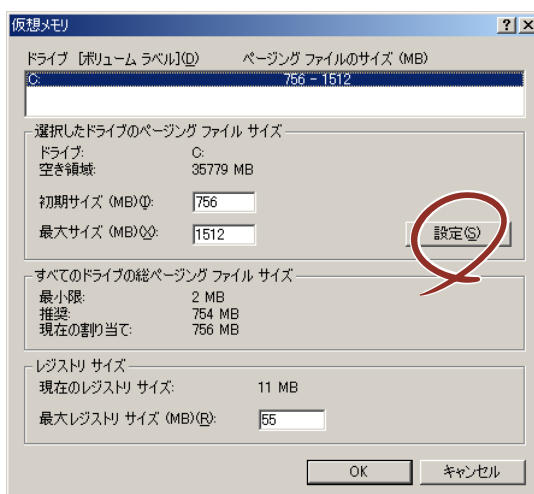 仮想メモリ
ドライブ [ボリューム ラベル](D) ページング ファイルのサイズ (MB)
C: 756 - 1512
選択したドライブのページング ファイル サイズ
ドライブ: C:
空き領域: 35779 MB
初期サイズ (MB)(I): 756
最大サイズ (MB)(X): 1512
設定(S)
すべてのドライブの総ページング ファイル サイズ
最小限: 2 MB
推奨: 754 MB
現在の割り当て: 756 MB
レジストリ サイズ
現在のレジストリ サイズ: 11 MB
最大レジストリ サイズ (MB)(R): 55
OK キャンセル